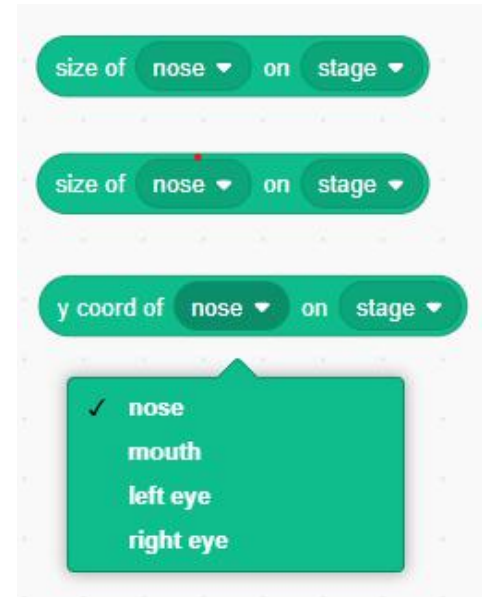 size of nose on stage
size of nose on stage
y coord of nose on stage
✓ nose
mouth
left eye
right eye